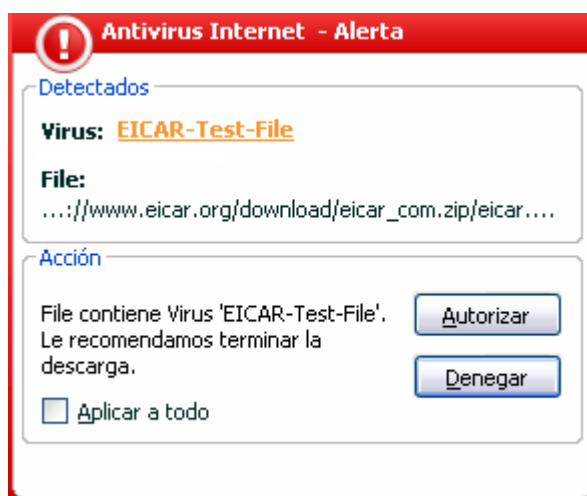 Antivirus Internet - Alerta
Detectados
Virus: EICAR-Test-File
File:
...://www.eicar.org/download/eicar_com.zip/eicar....
Acción
File contiene Virus 'EICAR-Test-File'.
Le recomendamos terminar la
descarga.
Autorizar
Denegar
Aplicar a todo